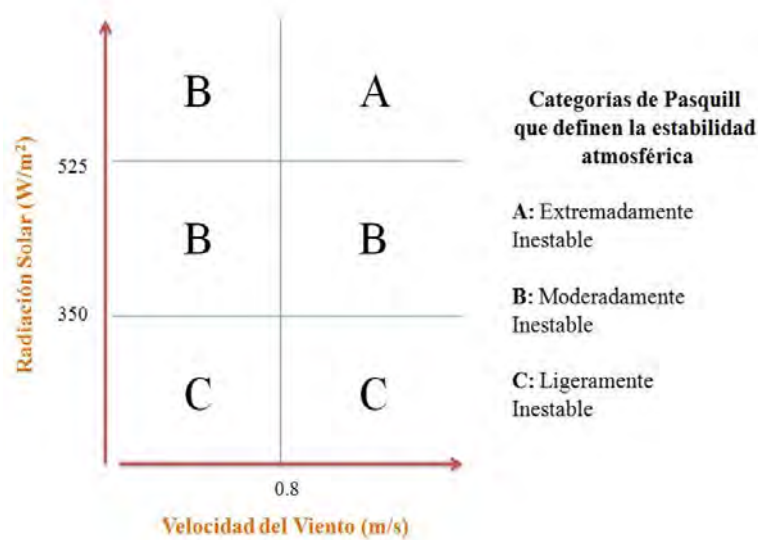 B
A
Categorías de Pasquill
que definen la estabilidad
atmosférica
525
A: Extremadamente
Inestable
Radiación Solar (W/m²)
B
B
B: Moderadamente
Inestable
350
C
C
C: Ligeramente
Inestable
0.8
Velocidad del Viento (m/s)